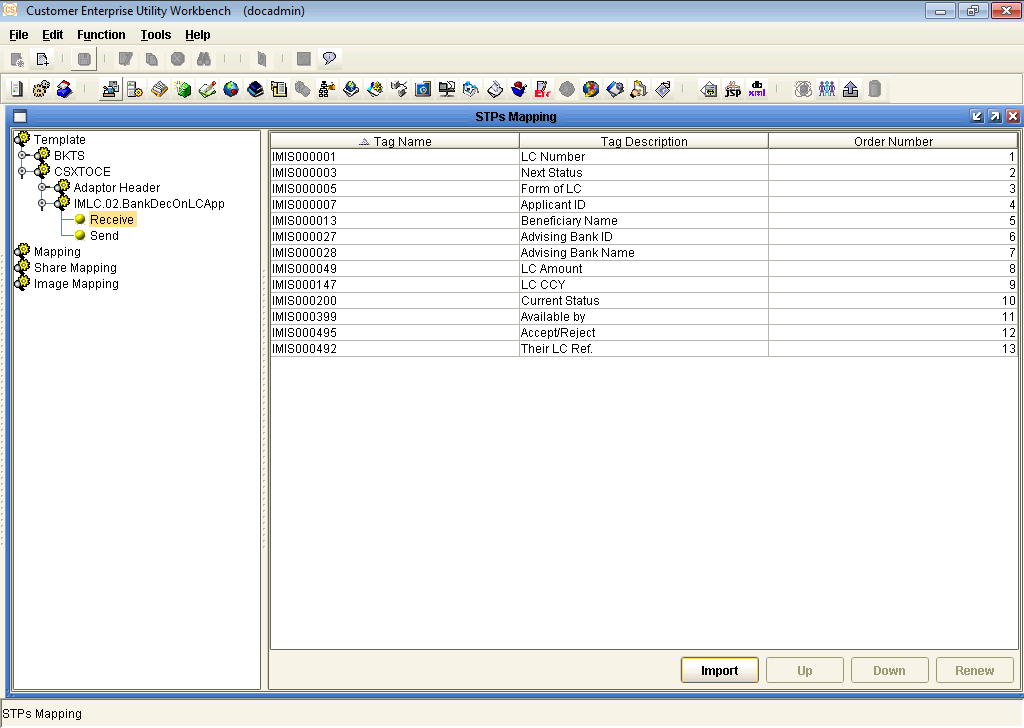 CS Customer Enterprise Utility Workbench (docadmin)
File Edit Function Tools Help
jsp xml
STPs Mapping
Template
BKTS
CSXTOCE
Adaptor Header
IMLC.02.BankDecOnLCApp
Receive
Send
Mapping
Share Mapping
Image Mapping
Tag Name Tag Description Order Number
IMIS000001 LC Number 1
IMIS000003 Next Status 2
IMIS000005 Form of LC 3
IMIS000007 Applicant ID 4
IMIS000013 Beneficiary Name 5
IMIS000027 Advising Bank ID 6
IMIS000028 Advising Bank Name 7
IMIS000049 LC Amount 8
IMIS000147 LC CCY 9
IMIS000200 Current Status 10
IMIS000399 Available by 11
IMIS000495 Accept/Reject 12
IMIS000492 Their LC Ref. 13
Import Up Down Renew
STPs Mapping